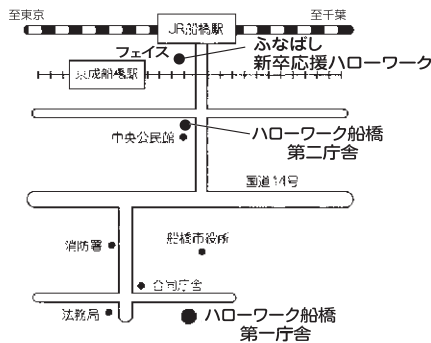 至東京
至千葉
JR船橋駅
フェイス
ふなばし
新卒応援ハローワーク
京成船橋駅
ハローワーク船橋
第二庁舎
中央公民館
国道14号
消防署
船橋市役所
合同庁舎
法務局
ハローワーク船橋
第一庁舎